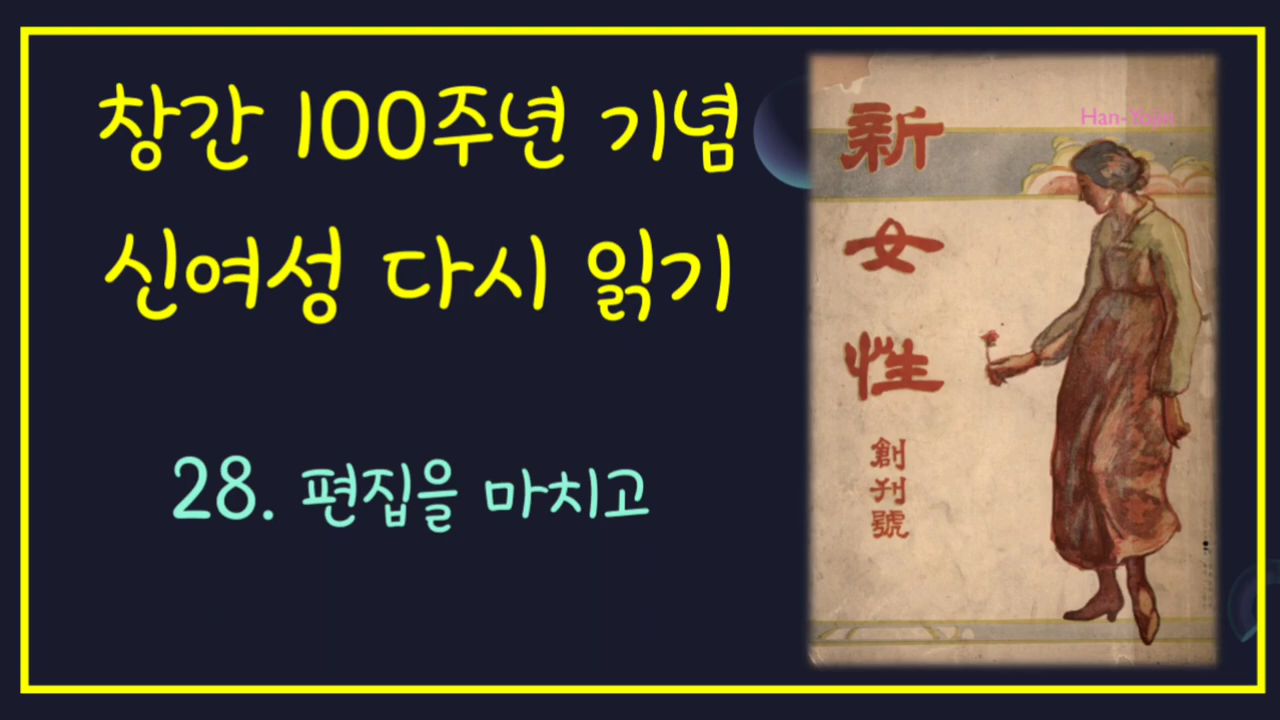 창간 100주년 기념
신여성 다시 읽기
28. 편집을 마치고
新女性
創刊號
Han-Yojin